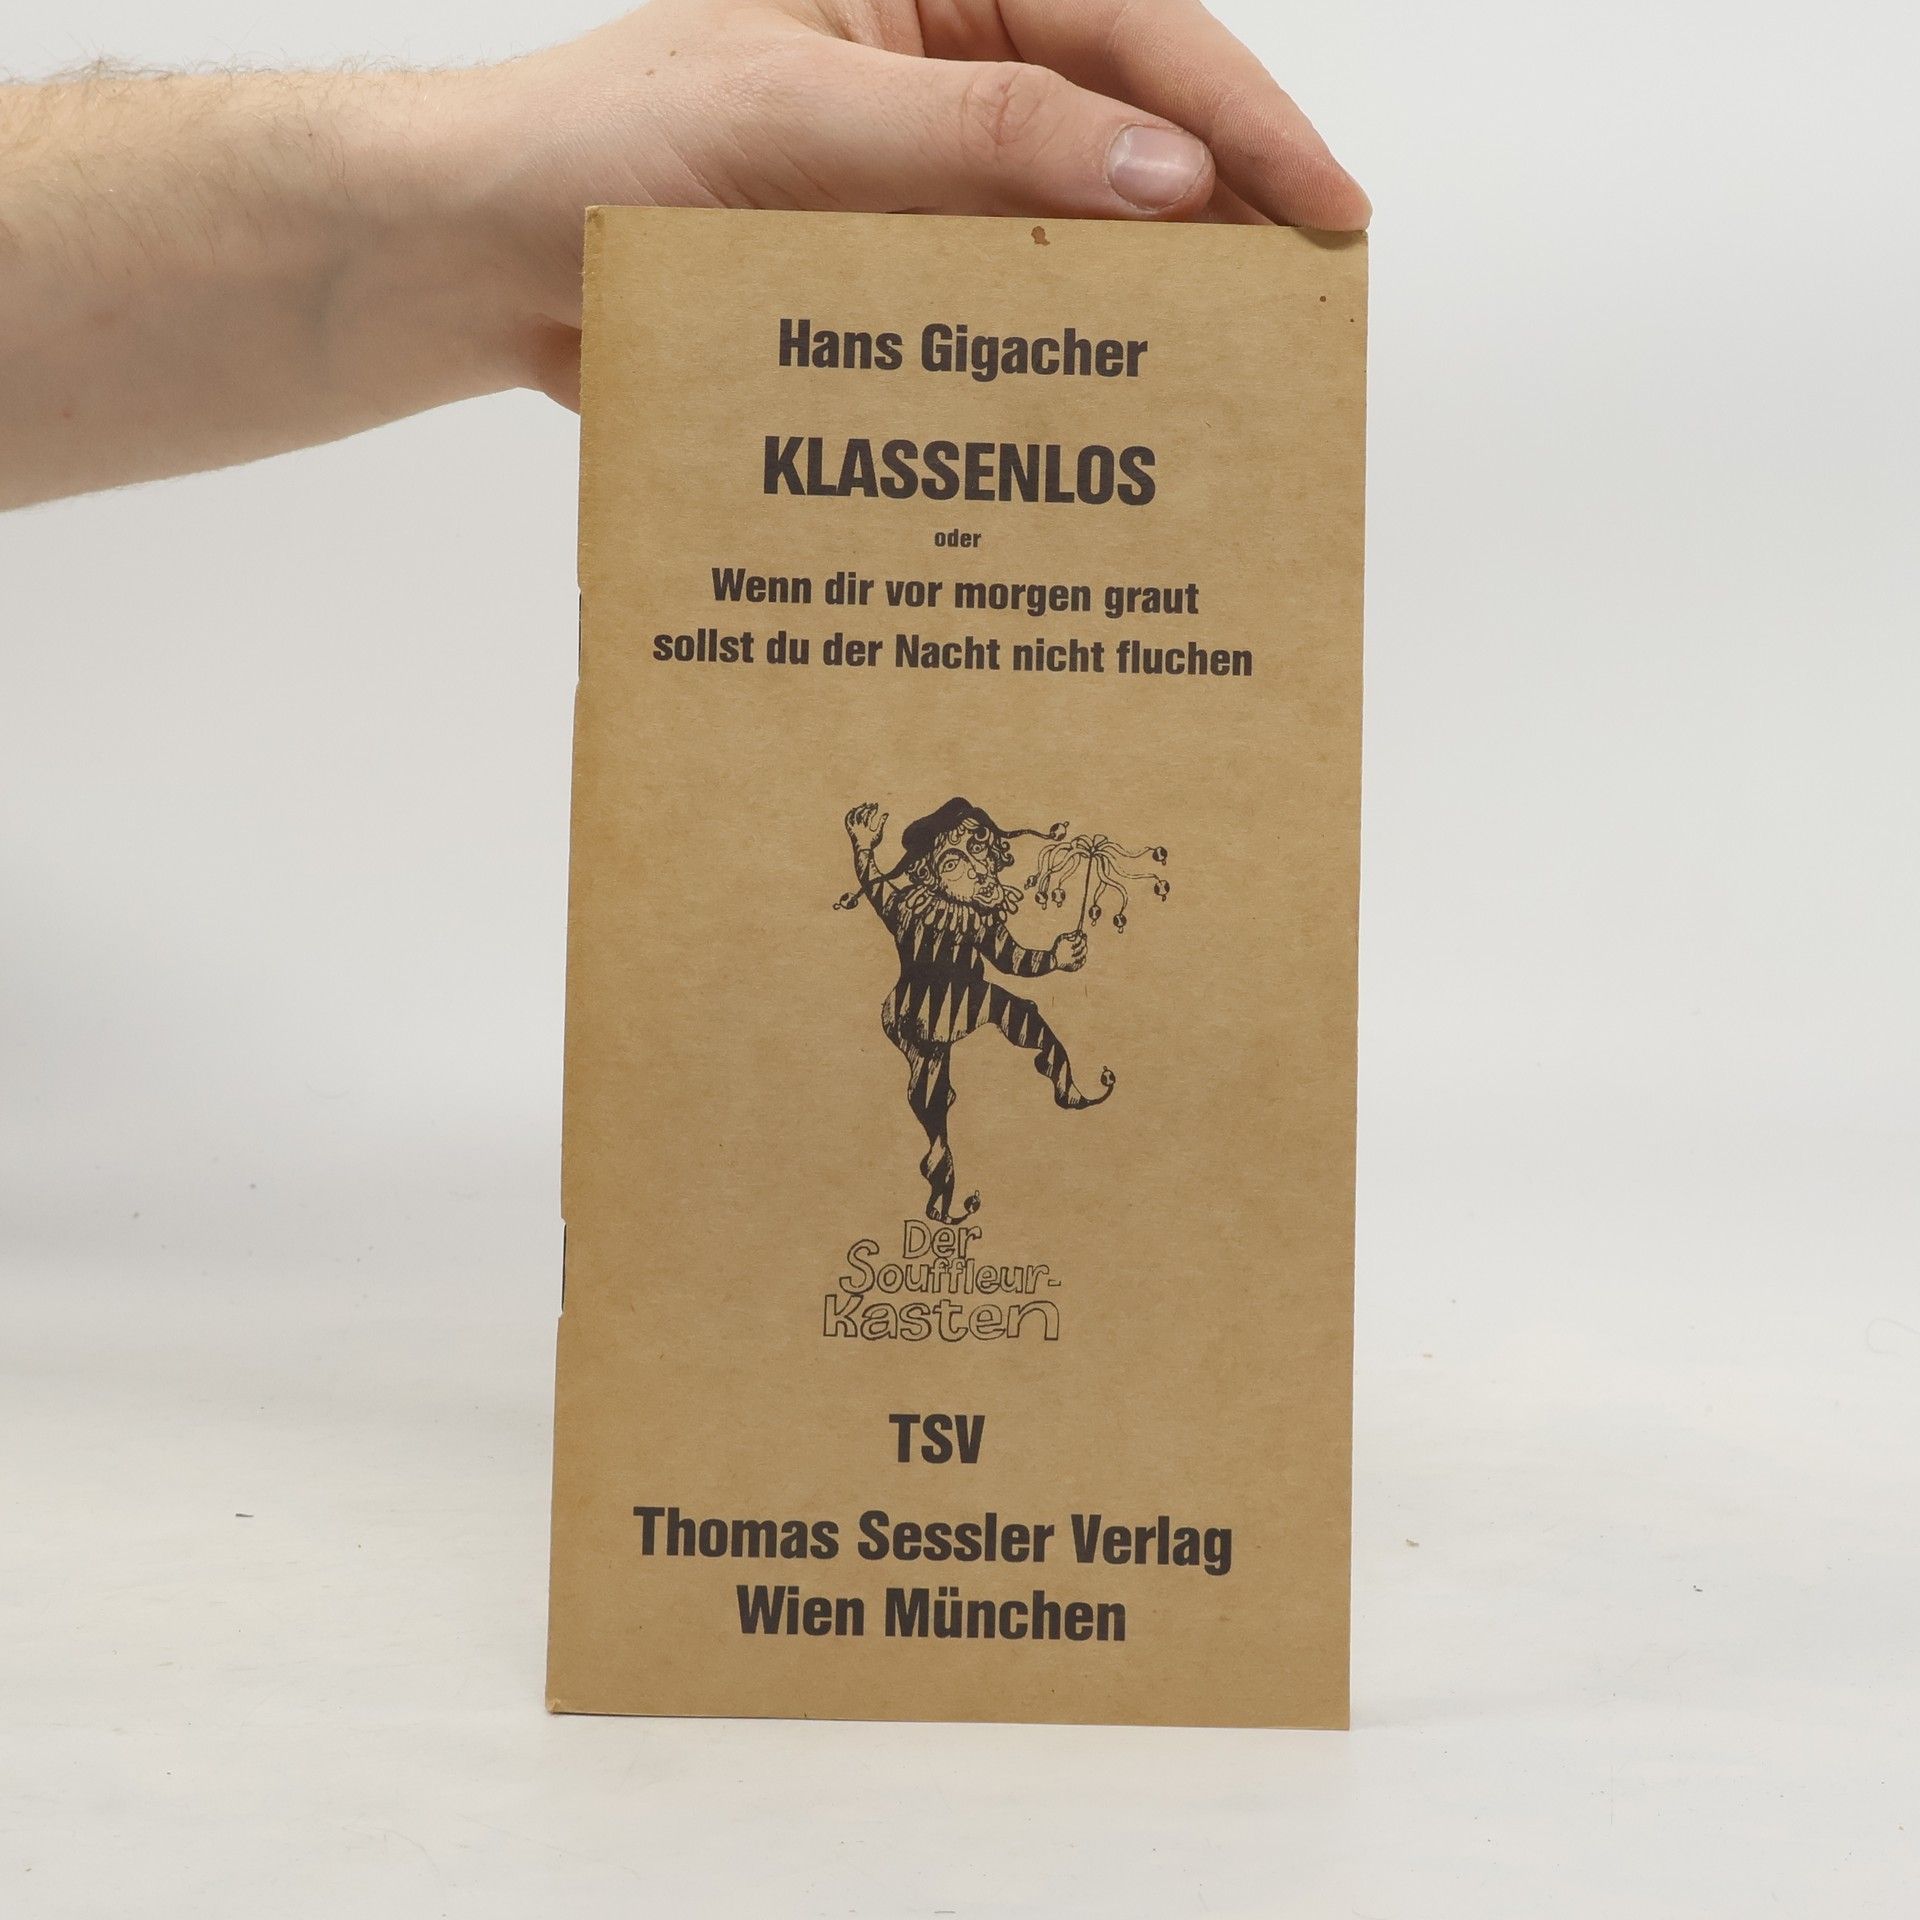 Hans Gigacher
KLASSENLOS
oder
Wenn dir vor morgen graut
sollst du der Nacht nicht fluchen
Der
Souffleur-
Kasten
TSV
Thomas Sessler Verlag
Wien München